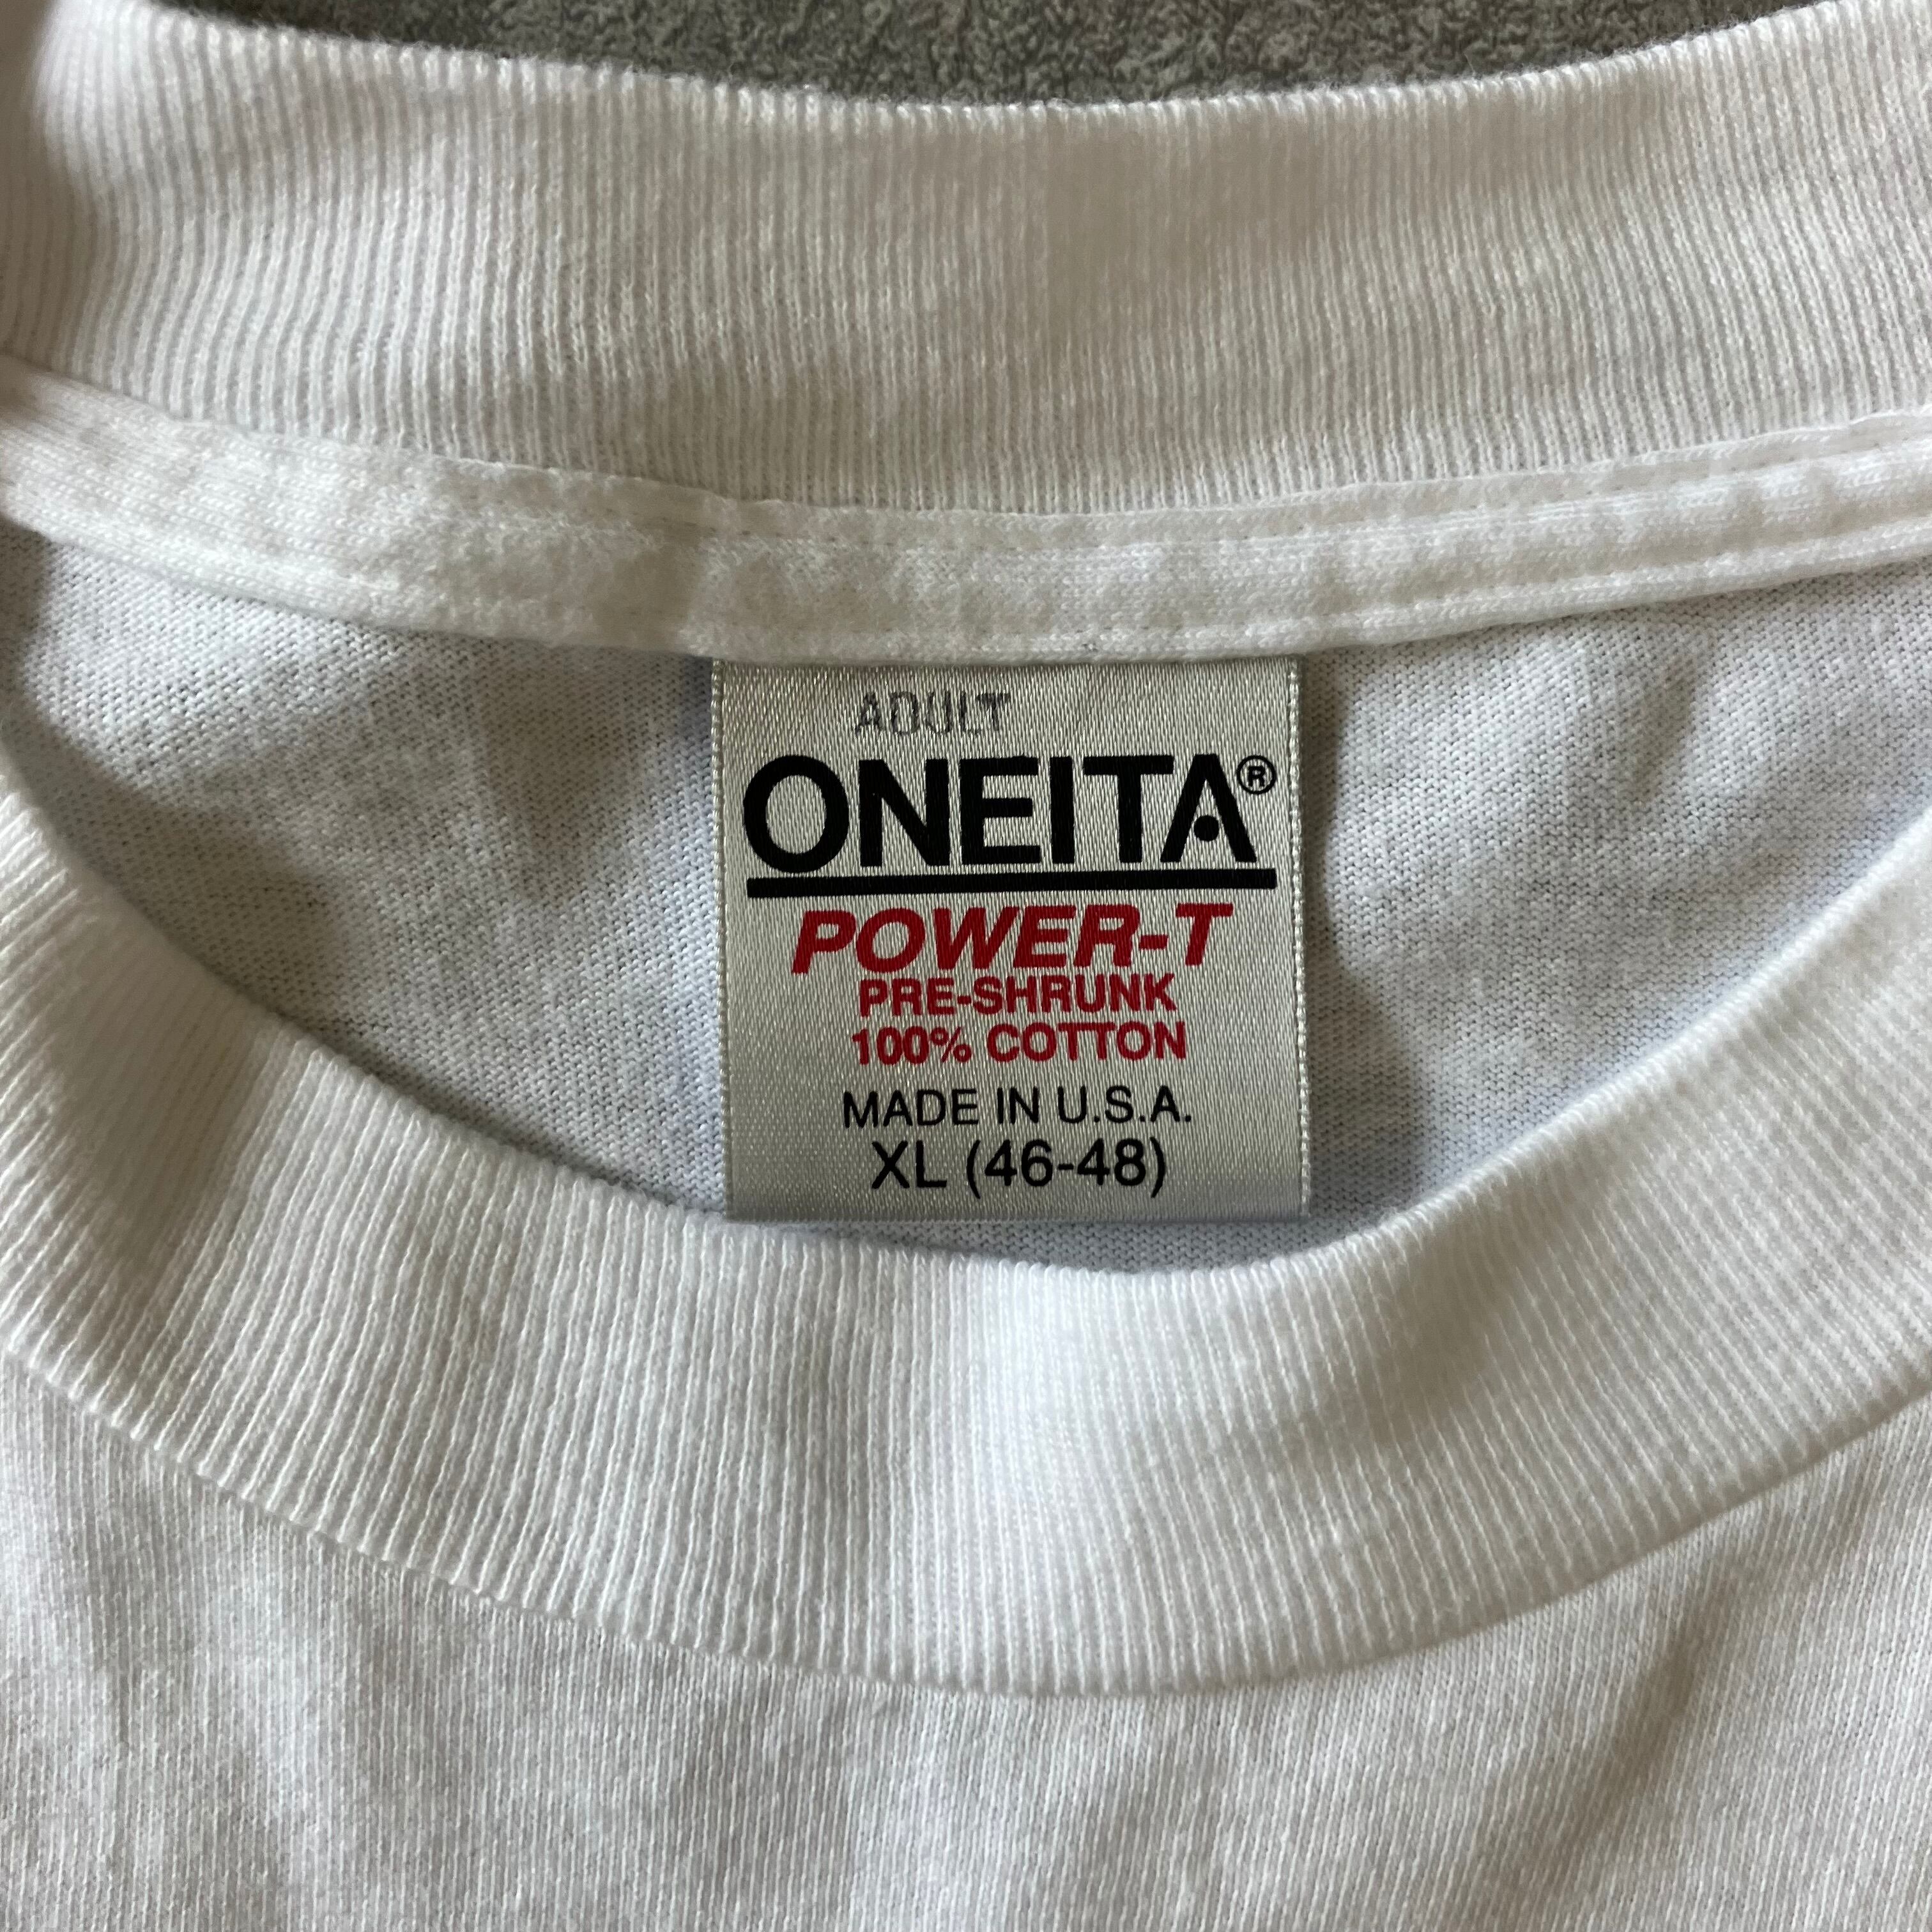 ADULT
ONEITA®
POWER-T
PRE-SHRUNK
100% COTTON
MADE IN U.S.A.
XL (46-48)